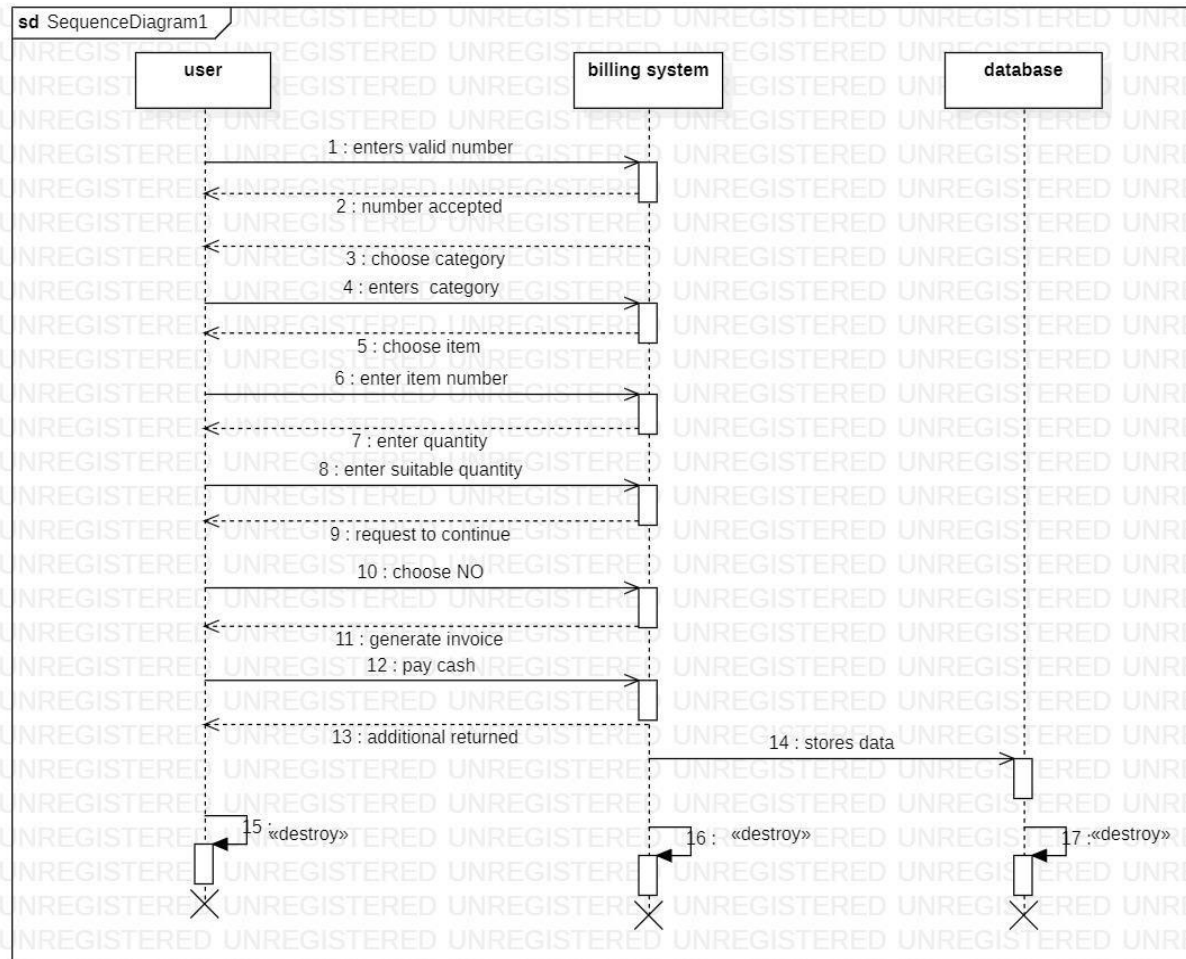 sd SequenceDiagram1
user
billing system
database
1 : enters valid number
2 : number accepted
3 : choose category
4 : enters  category
5 : choose item
6 : enter item number
7 : enter quantity
8 : enter suitable quantity
9 : request to continue
10 : choose NO
11 : generate invoice
12 : pay cash
13 : additional returned
14 : stores data
15 : «destroy»
16 : «destroy»
17 : «destroy»
UNREGISTERED